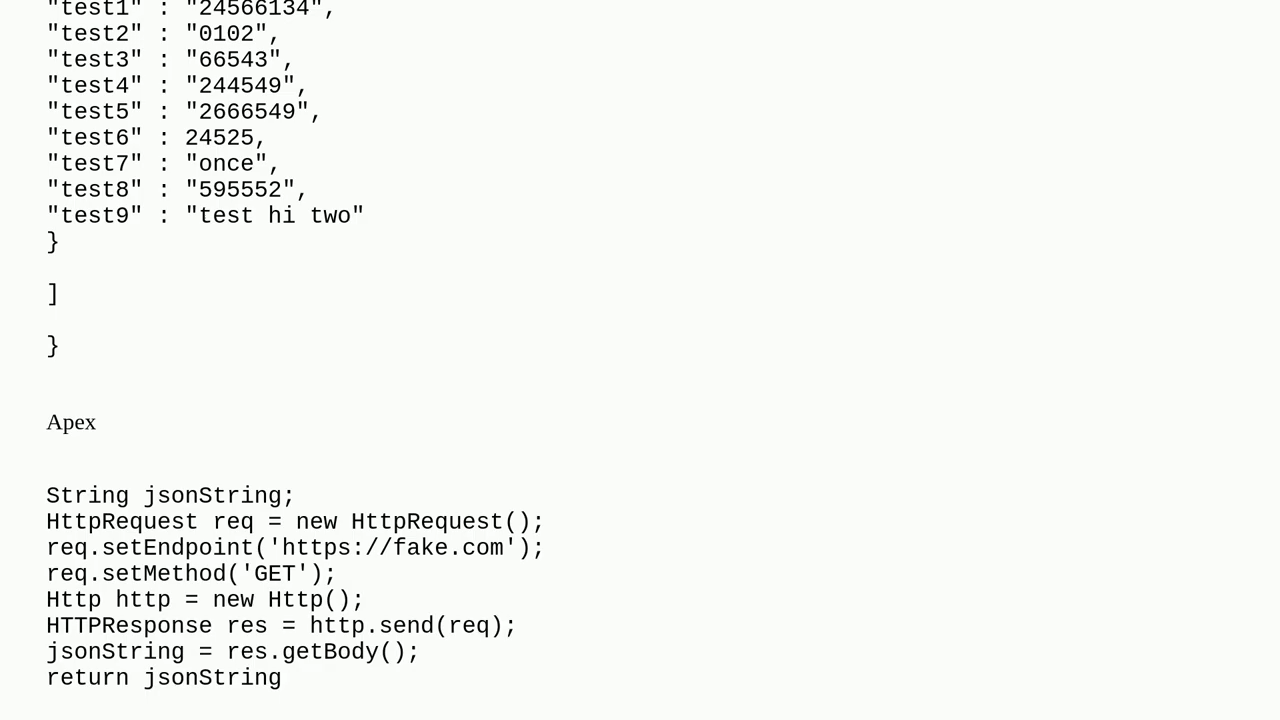 "test1" : "24566134",
"test2" : "0102",
"test3" : "66543",
"test4" : "244549",
"test5" : "2666549",
"test6" : 24525,
"test7" : "once",
"test8" : "595552",
"test9" : "test hi two"
}
]
}
Apex
String jsonString;
HttpRequest req = new HttpRequest();
req.setEndpoint('https://fake.com');
req.setMethod('GET');
Http http = new Http();
HTTPResponse res = http.send(req);
jsonString = res.getBody();
return jsonString